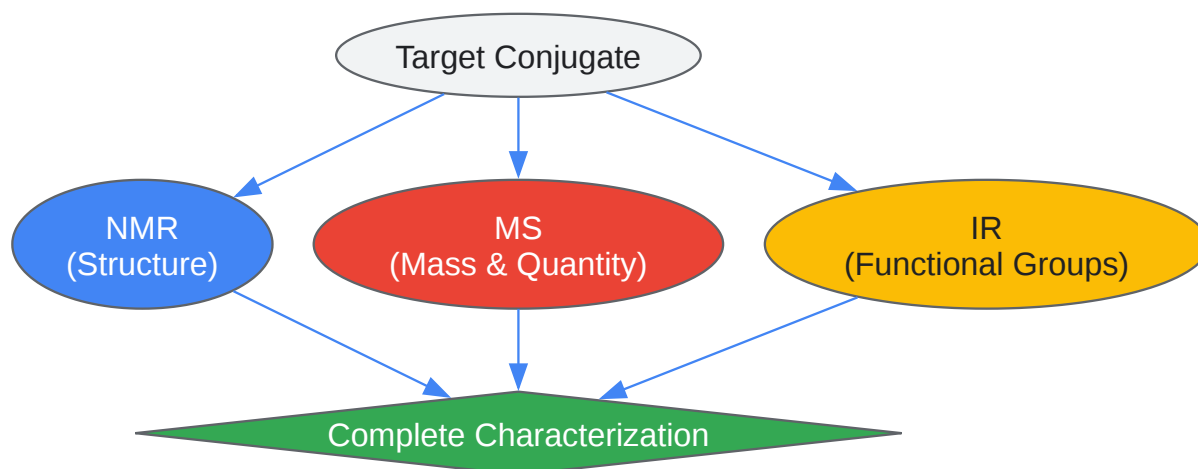 Target Conjugate
NMR
(Structure)
MS
(Mass & Quantity)
IR
(Functional Groups)
Complete Characterization